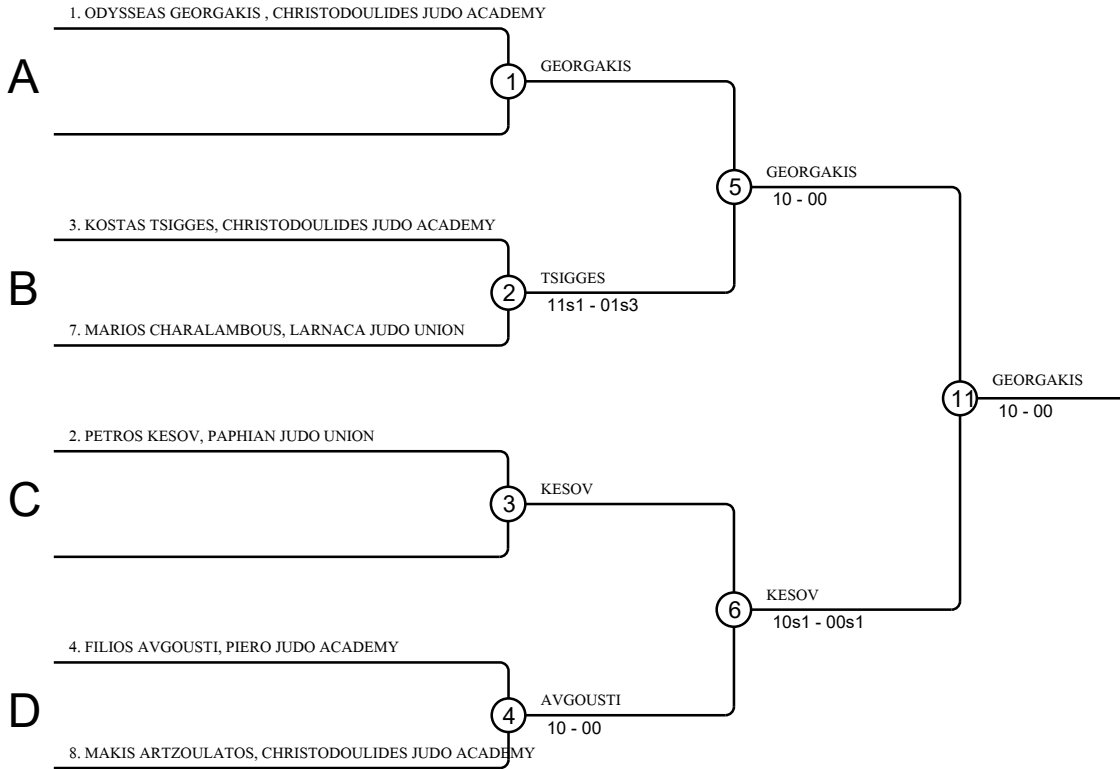 1. ODYSSEAS GEORGAKIS , CHRISTODOULIDES JUDO ACADEMY
A
1
GEORGAKIS
5
GEORGAKIS
10 - 00
3. KOSTAS TSIGGES, CHRISTODOULIDES JUDO ACADEMY
B
2
TSIGGES
11s1 - 01s3
7. MARIOS CHARALAMBOUS, LARNACA JUDO UNION
11
GEORGAKIS
10 - 00
2. PETROS KESOV, PAPHIAN JUDO UNION
C
3
KESOV
6
KESOV
10s1 - 00s1
4. FILIOS AVGOUSTI, PIERO JUDO ACADEMY
D
4
AVGOUSTI
10 - 00
8. MAKIS ARTZOULATOS, CHRISTODOULIDES JUDO ACADEMY